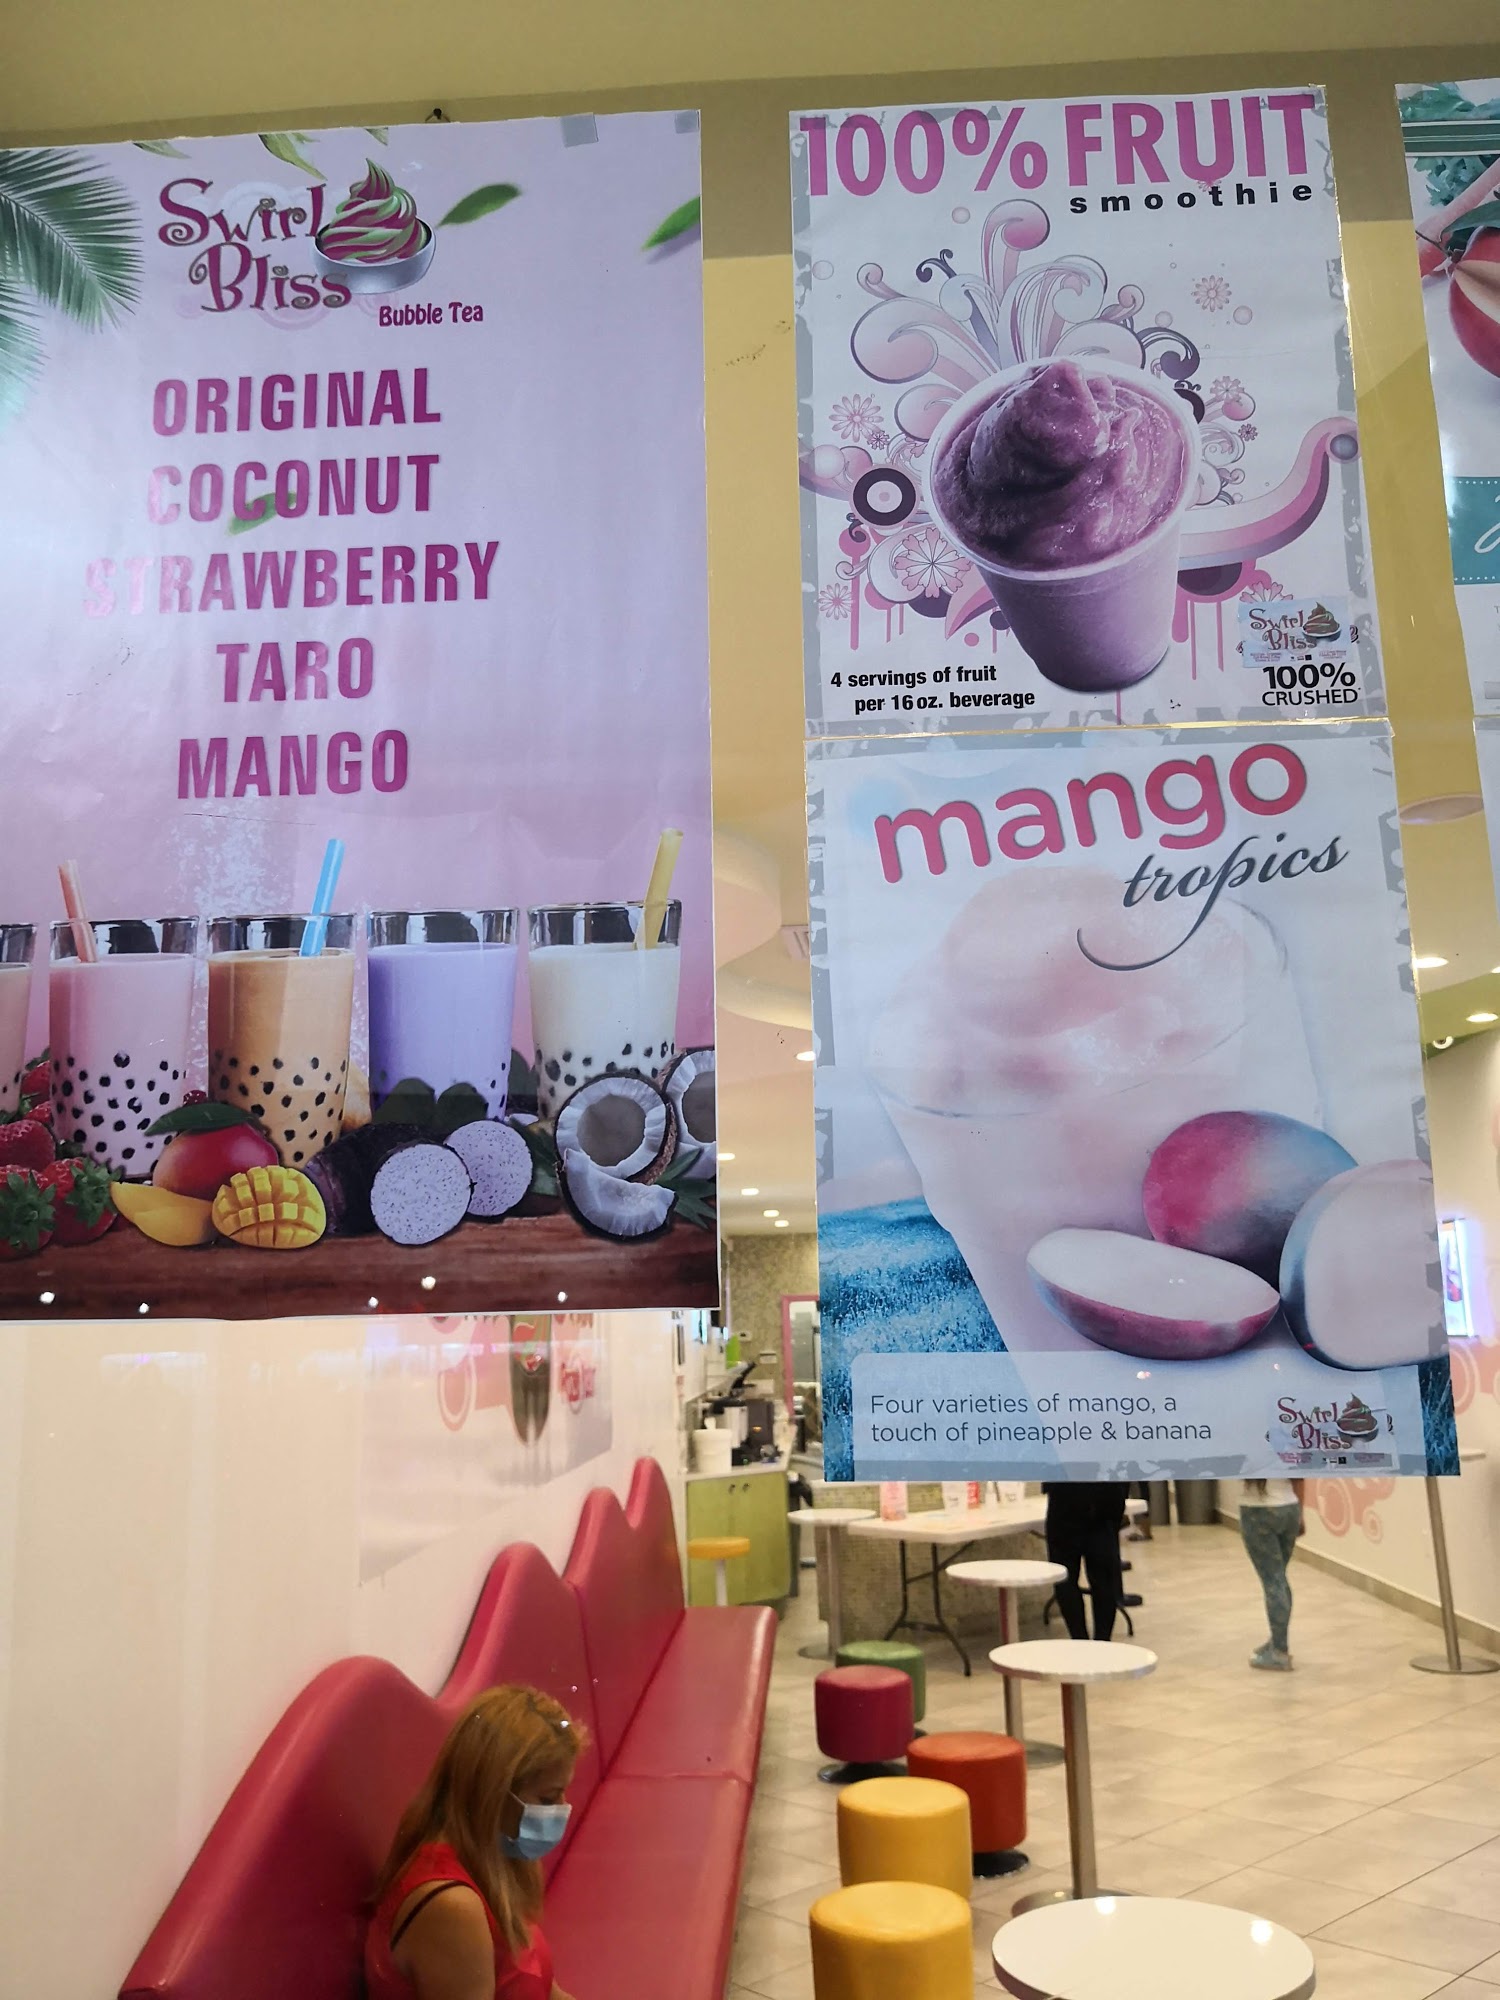 Swirl
Bliss
Bubble Tea
ORIGINAL
COCONUT
STRAWBERRY
TARO
MANGO
100% FRUIT
smoothie
4 servings of fruit
per 16 oz. beverage
Swirl
Bliss
100%
CRUSHED
mango
tropics
Four varieties of mango, a
touch of pineapple & banana
Swirl
Bliss